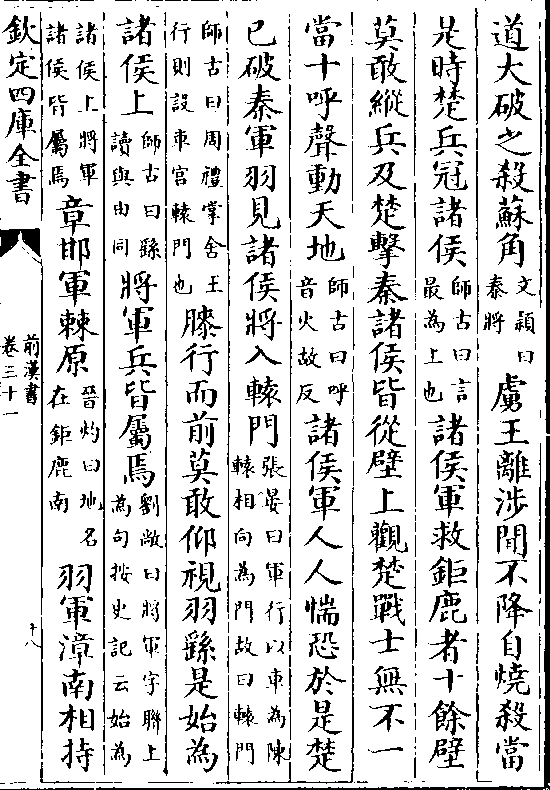 道大破之殺蘇角文頴曰秦將虜王離涉間不降自燒殺當
是時楚兵冠諸侯師古曰言最為上也諸侯軍救鉅鹿者十餘壁
莫敢縱兵及楚擊秦諸侯皆從壁上觀楚戰士無不一
當十呼聲動天地師古曰呼音火故反諸侯軍人人惴恐於是楚
已破秦軍羽見諸侯將入轅門張晏曰軍行以車為陳轅相向為門故曰轅門
師古曰周禮掌舍王行則設車宮轅門也膝行而前莫敢仰視羽繇是始為
諸侯上師古曰繇讀與由同將軍兵皆屬焉劉敞曰將軍字聯上為句按史記云始為
諸侯上將軍諸侯皆屬焉章邯軍棘原晉灼曰地名在鉅鹿南羽軍漳南相持
欽定四庫全書
前漢書
卷三十一
十八